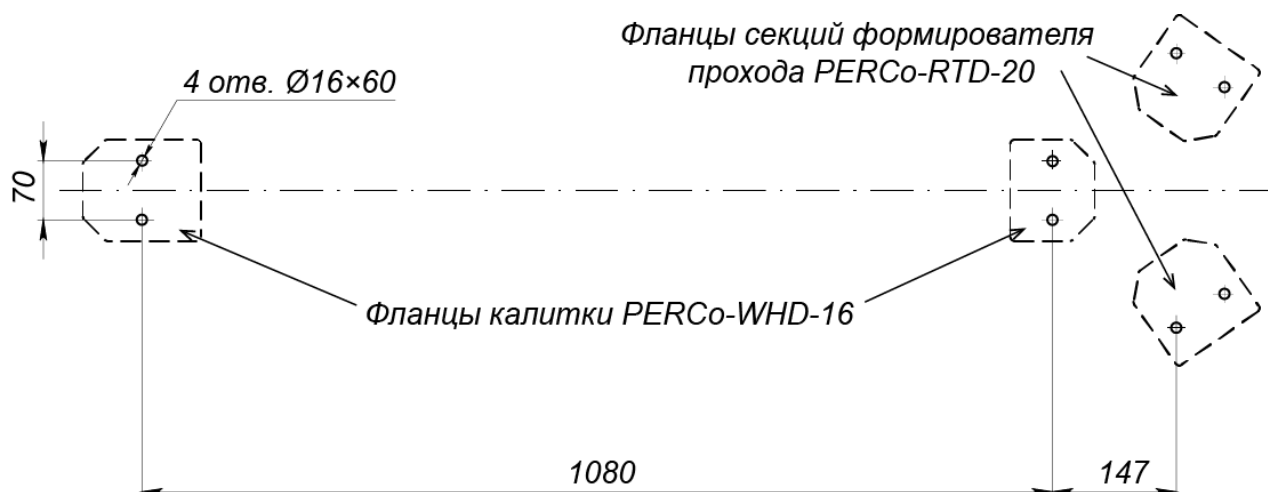 Фланцы секций формирователя
прохода PERCo-RTD-20
4 отв. Ø16×60
70
Фланцы калитки PERCo-WHD-16
1080
147